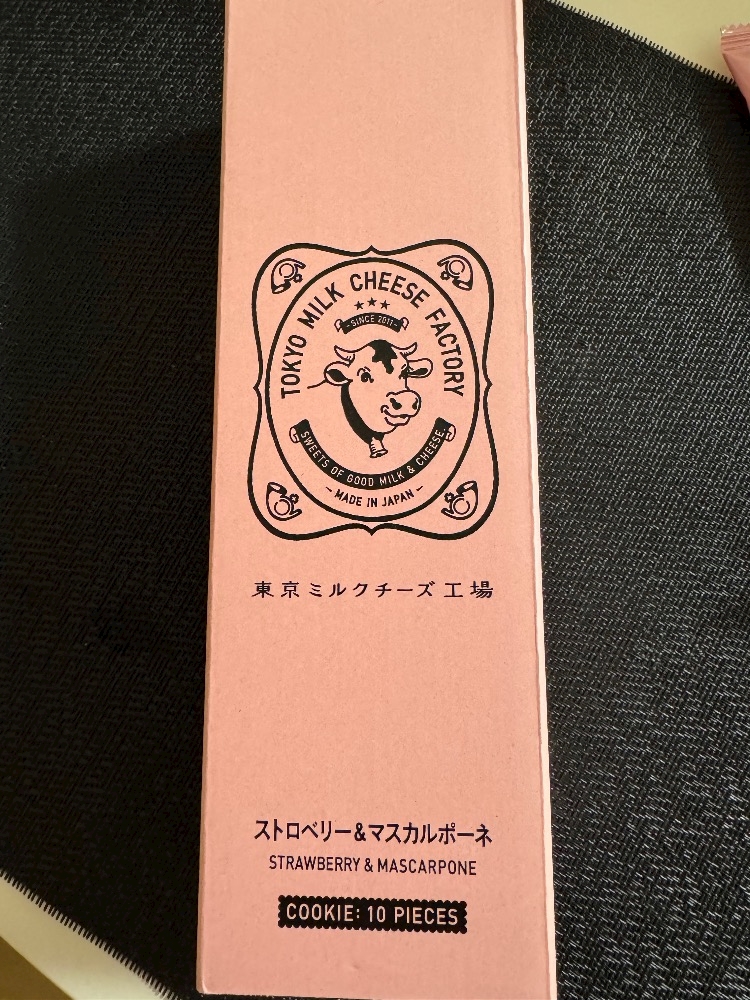 TOKYO MILK CHEESE FACTORY
-SINCE 2011-
SWEETS OF GOOD MILK & CHEESE.
- MADE IN JAPAN -
東京ミルクチーズ工場
ストロベリー&マスカルポーネ
STRAWBERRY & MASCARPONE
COOKIE: 10 PIECES